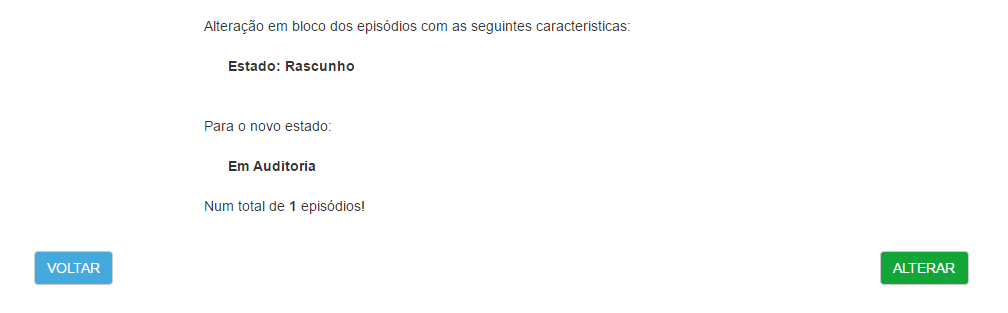 Alteração em bloco dos episódios com as seguintes caracteristicas:
Estado: Rascunho
Para o novo estado:
Em Auditoria
Num total de 1 episódios!
VOLTAR
ALTERAR